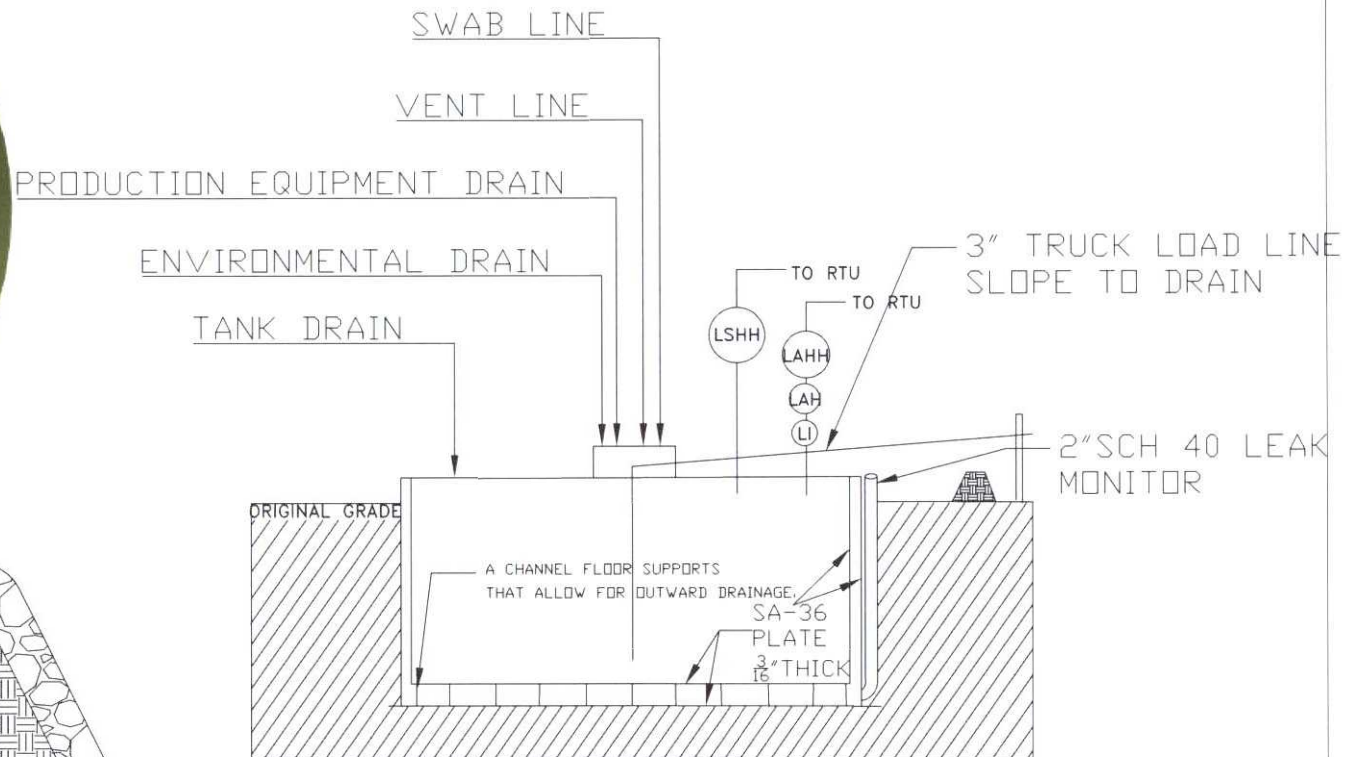 SWAB LINE
VENT LINE
PRODUCTION EQUIPMENT DRAIN
ENVIRONMENTAL DRAIN
TANK DRAIN
TO RTU
TO RTU
3" TRUCK LOAD LINE
SLOPE TO DRAIN
LSHH
LAHH
LAH
LI
2"SCH 40 LEAK
MONITOR
ORIGINAL GRADE
A CHANNEL FLOOR SUPPORTS
THAT ALLOW FOR OUTWARD DRAINAGE.
SA-36
PLATE
3/16" THICK